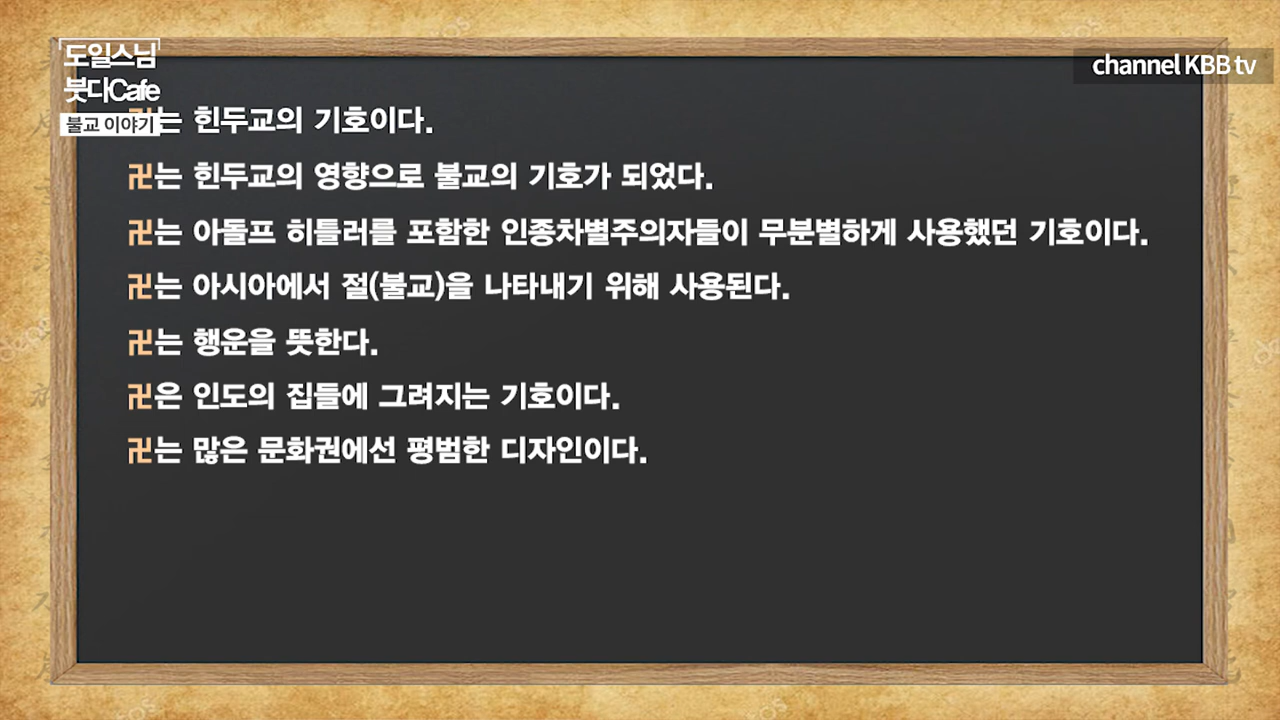 도일스님
붓다Cafe
불교 이야기
channel KBB tv
는 힌두교의 기호이다.
卍는 힌두교의 영향으로 불교의 기호가 되었다.
卍는 아돌프 히틀러를 포함한 인종차별주의자들이 무분별하게 사용했던 기호이다.
卍는 아시아에서 절(불교)을 나타내기 위해 사용된다.
卍는 행운을 뜻한다.
卍은 인도의 집들에 그려지는 기호이다.
卍는 많은 문화권에선 평범한 디자인이다.